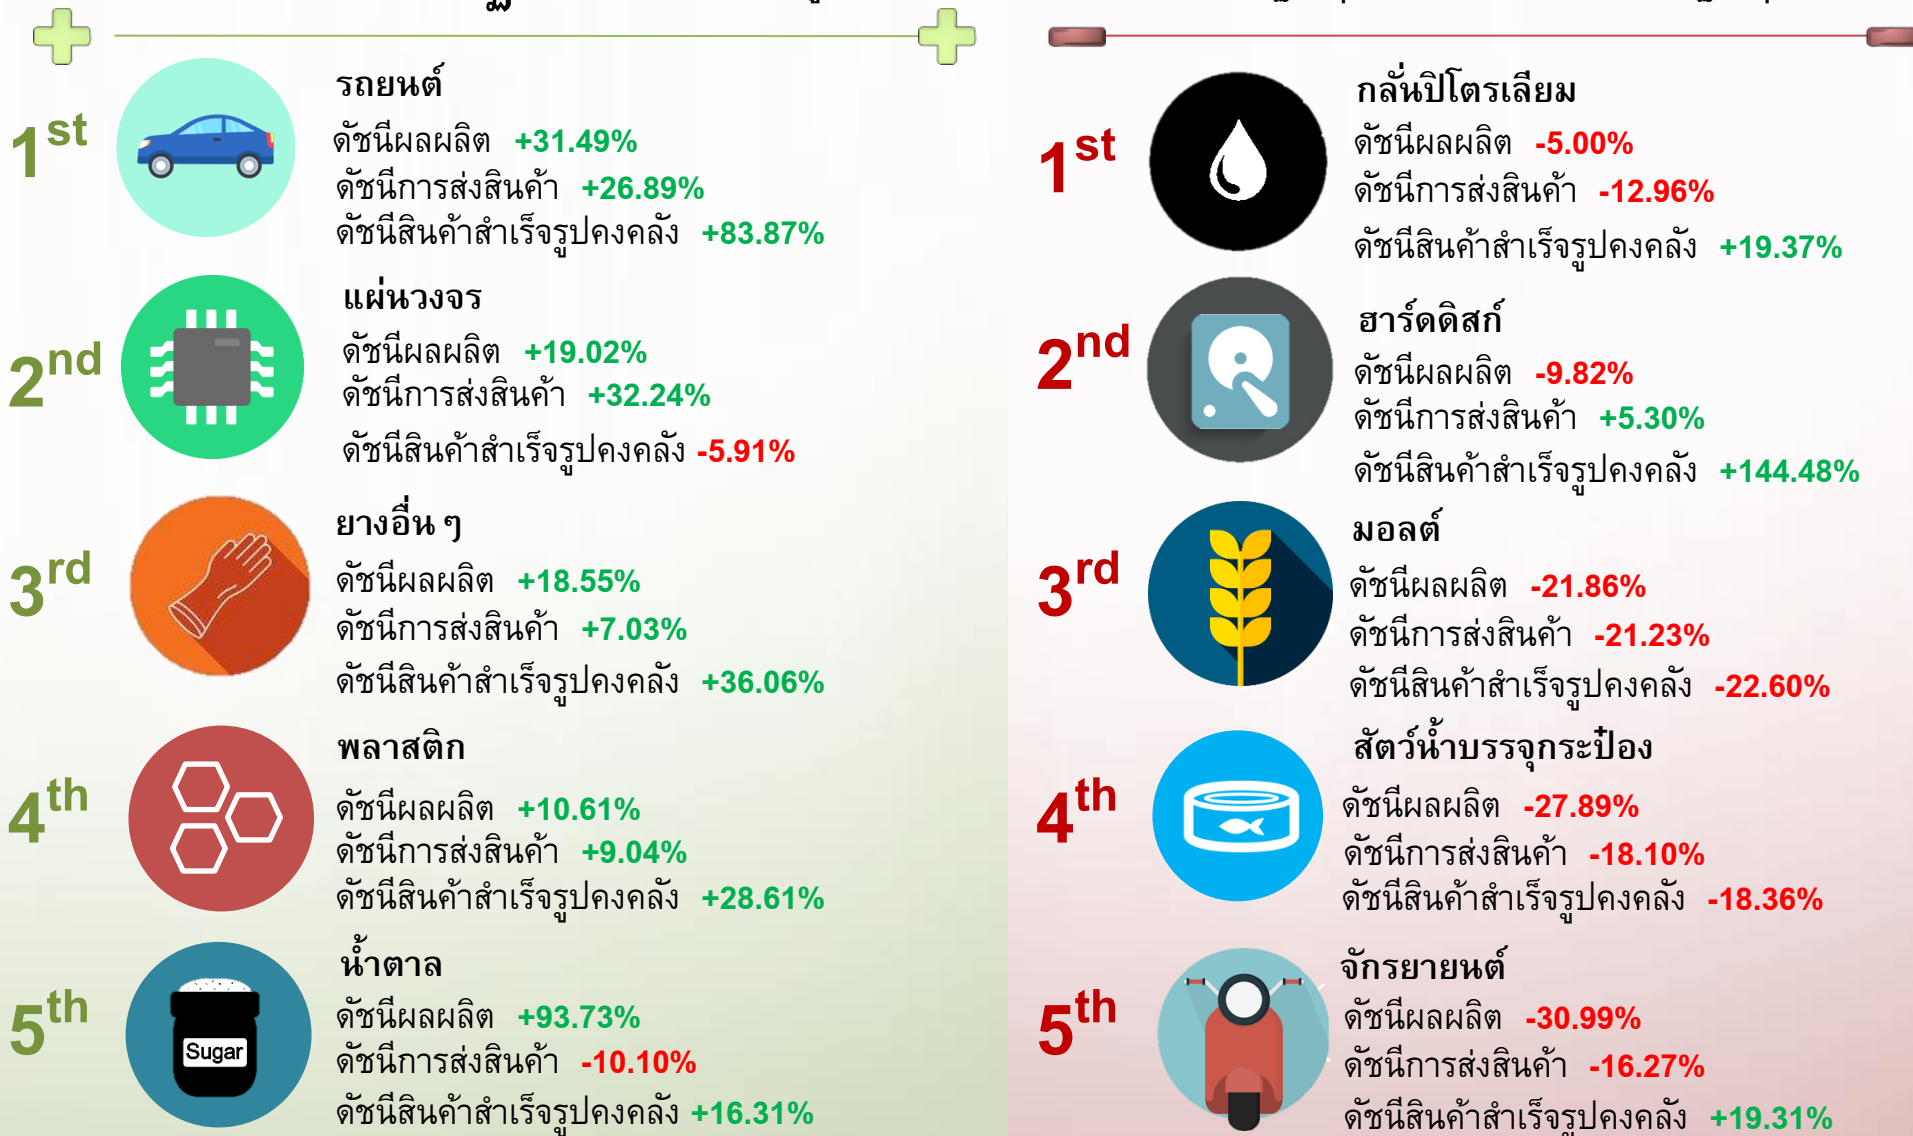 1st
รถยนต์
ดัชนีผลผลิต +31.49%
ดัชนีการส่งสินค้า +26.89%
ดัชนีสินค้าสำเร็จรูปคงคลัง +83.87%
2nd
แผ่นวงจร
ดัชนีผลผลิต +19.02%
ดัชนีการส่งสินค้า +32.24%
ดัชนีสินค้าสำเร็จรูปคงคลัง -5.91%
3rd
ยางอื่น ๆ
ดัชนีผลผลิต +18.55%
ดัชนีการส่งสินค้า +7.03%
ดัชนีสินค้าสำเร็จรูปคงคลัง +36.06%
4th
พลาสติก
ดัชนีผลผลิต +10.61%
ดัชนีการส่งสินค้า +9.04%
ดัชนีสินค้าสำเร็จรูปคงคลัง +28.61%
5th
Sugar
น้ำตาล
ดัชนีผลผลิต +93.73%
ดัชนีการส่งสินค้า -10.10%
ดัชนีสินค้าสำเร็จรูปคงคลัง +16.31%
1st
กลั่นปิโตรเลียม
ดัชนีผลผลิต -5.00%
ดัชนีการส่งสินค้า -12.96%
ดัชนีสินค้าสำเร็จรูปคงคลัง +19.37%
2nd
ฮาร์ดดิสก์
ดัชนีผลผลิต -9.82%
ดัชนีการส่งสินค้า +5.30%
ดัชนีสินค้าสำเร็จรูปคงคลัง +144.48%
3rd
มอลต์
ดัชนีผลผลิต -21.86%
ดัชนีการส่งสินค้า -21.23%
ดัชนีสินค้าสำเร็จรูปคงคลัง -22.60%
4th
สัตว์น้ำบรรจุกระป๋อง
ดัชนีผลผลิต -27.89%
ดัชนีการส่งสินค้า -18.10%
ดัชนีสินค้าสำเร็จรูปคงคลัง -18.36%
5th
จักรยายนต์
ดัชนีผลผลิต -30.99%
ดัชนีการส่งสินค้า -16.27%
ดัชนีสินค้าสำเร็จรูปคงคลัง +19.31%